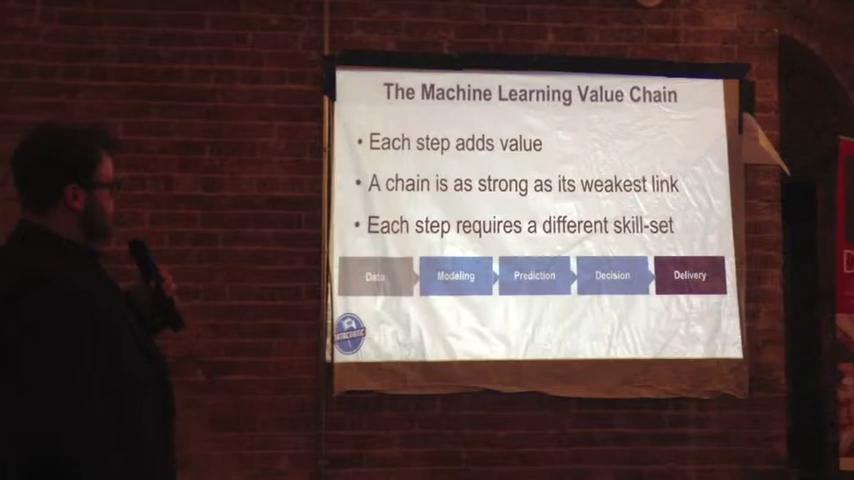 The Machine Learning Value Chain
• Each step adds value
• A chain is as strong as its weakest link
• Each step requires a different skill-set
Data Modeling Prediction Decision Delivery
D